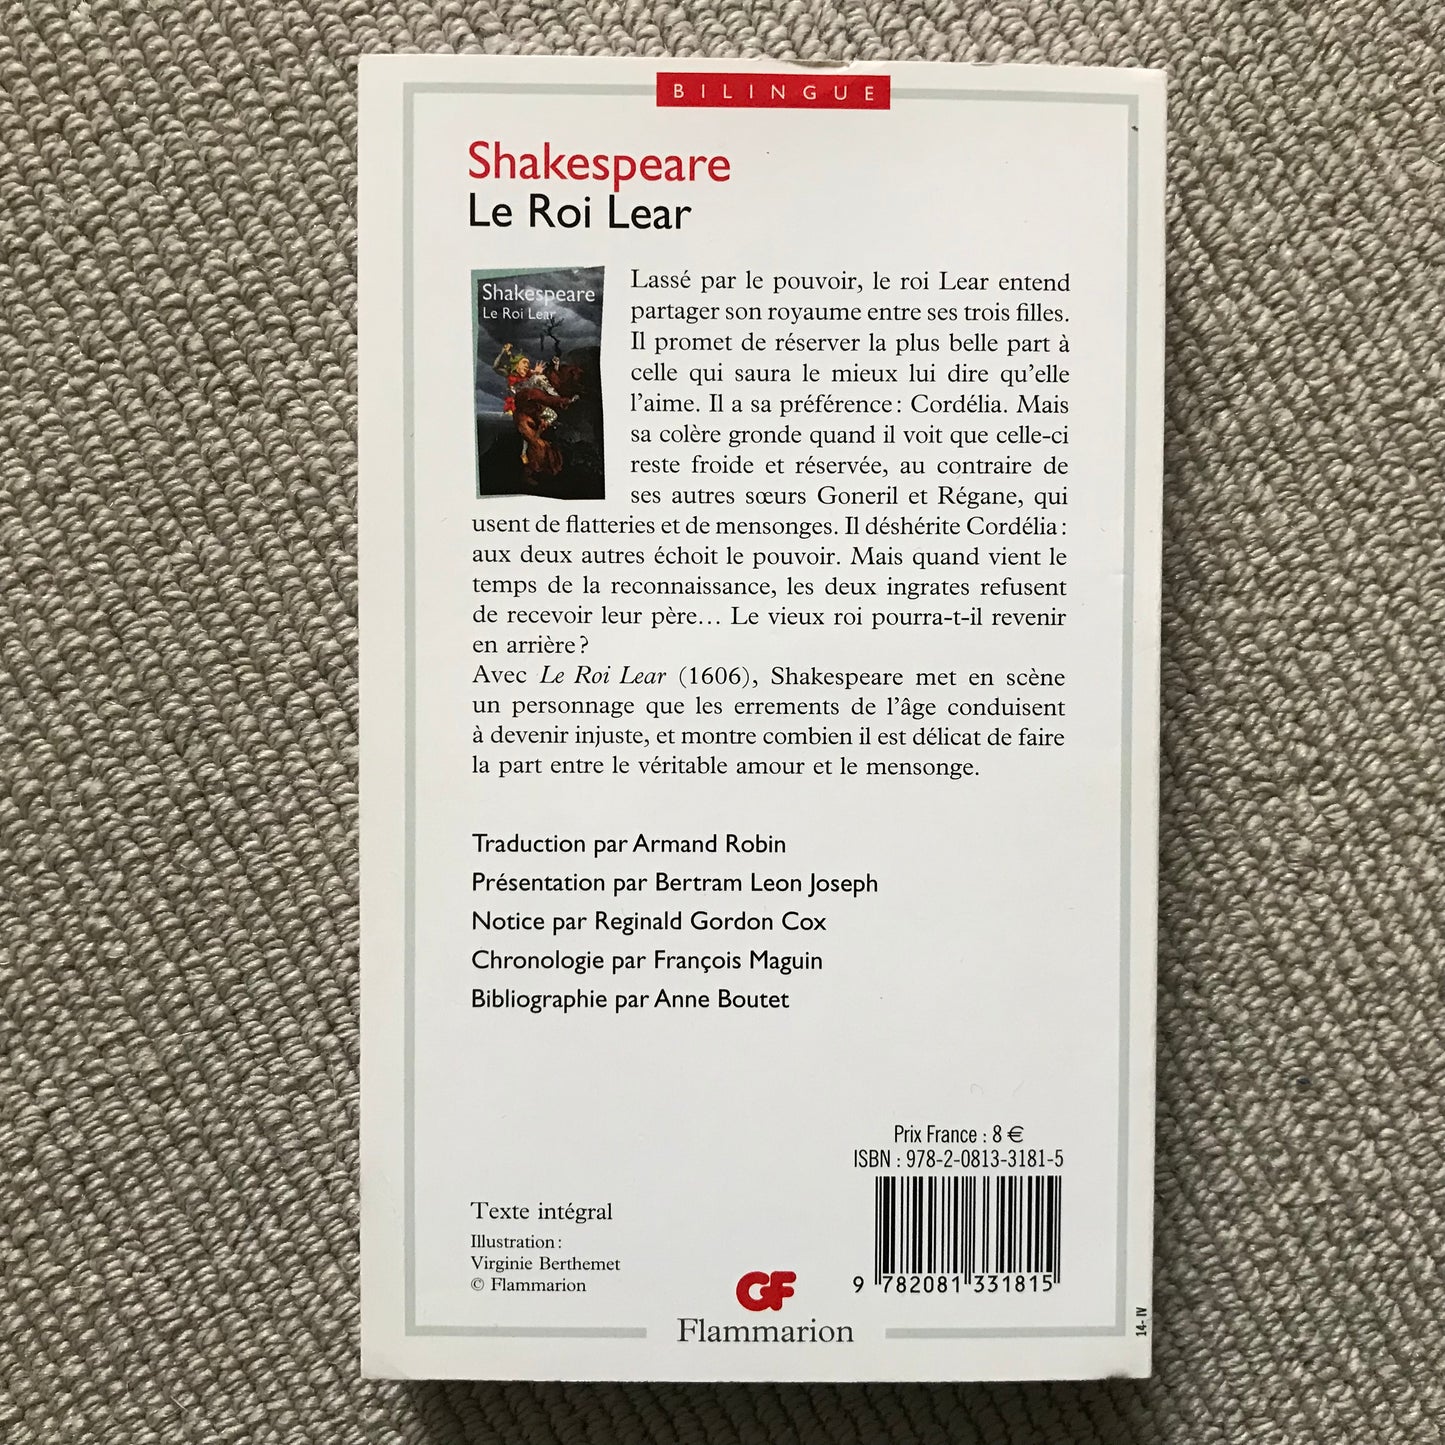 BILINGUE
Shakespeare
Le Roi Lear
Shakespeare
Le Roi Lear
Lassé par le pouvoir, le roi Lear entend
partager son royaume entre ses trois filles.
Il promet de réserver la plus belle part à
celle qui saura le mieux lui dire qu'elle
l'aime. Il a sa préférence : Cordélia. Mais
sa colère gronde quand il voit que celle-ci
reste froide et réservée, au contraire de
ses autres sœurs Goneril et Régane, qui
usent de flatteries et de mensonges. Il déshérite Cordélia :
aux deux autres échoit le pouvoir. Mais quand vient le
temps de la reconnaissance, les deux ingrates refusent
de recevoir leur père… Le vieux roi pourra-t-il revenir
en arrière ?
Avec Le Roi Lear (1606), Shakespeare met en scène
un personnage que les errements de l'âge conduisent
à devenir injuste, et montre combien il est délicat de faire
la part entre le véritable amour et le mensonge.
Traduction par Armand Robin
Présentation par Bertram Leon Joseph
Notice par Reginald Gordon Cox
Chronologie par François Maguin
Bibliographie par Anne Boutet
Prix France : 8 €
ISBN : 978-2-0813-3181-5
9 782081 331815
Texte intégral
Illustration :
Virginie Berthemet
© Flammarion
GF
Flammarion
14- IV